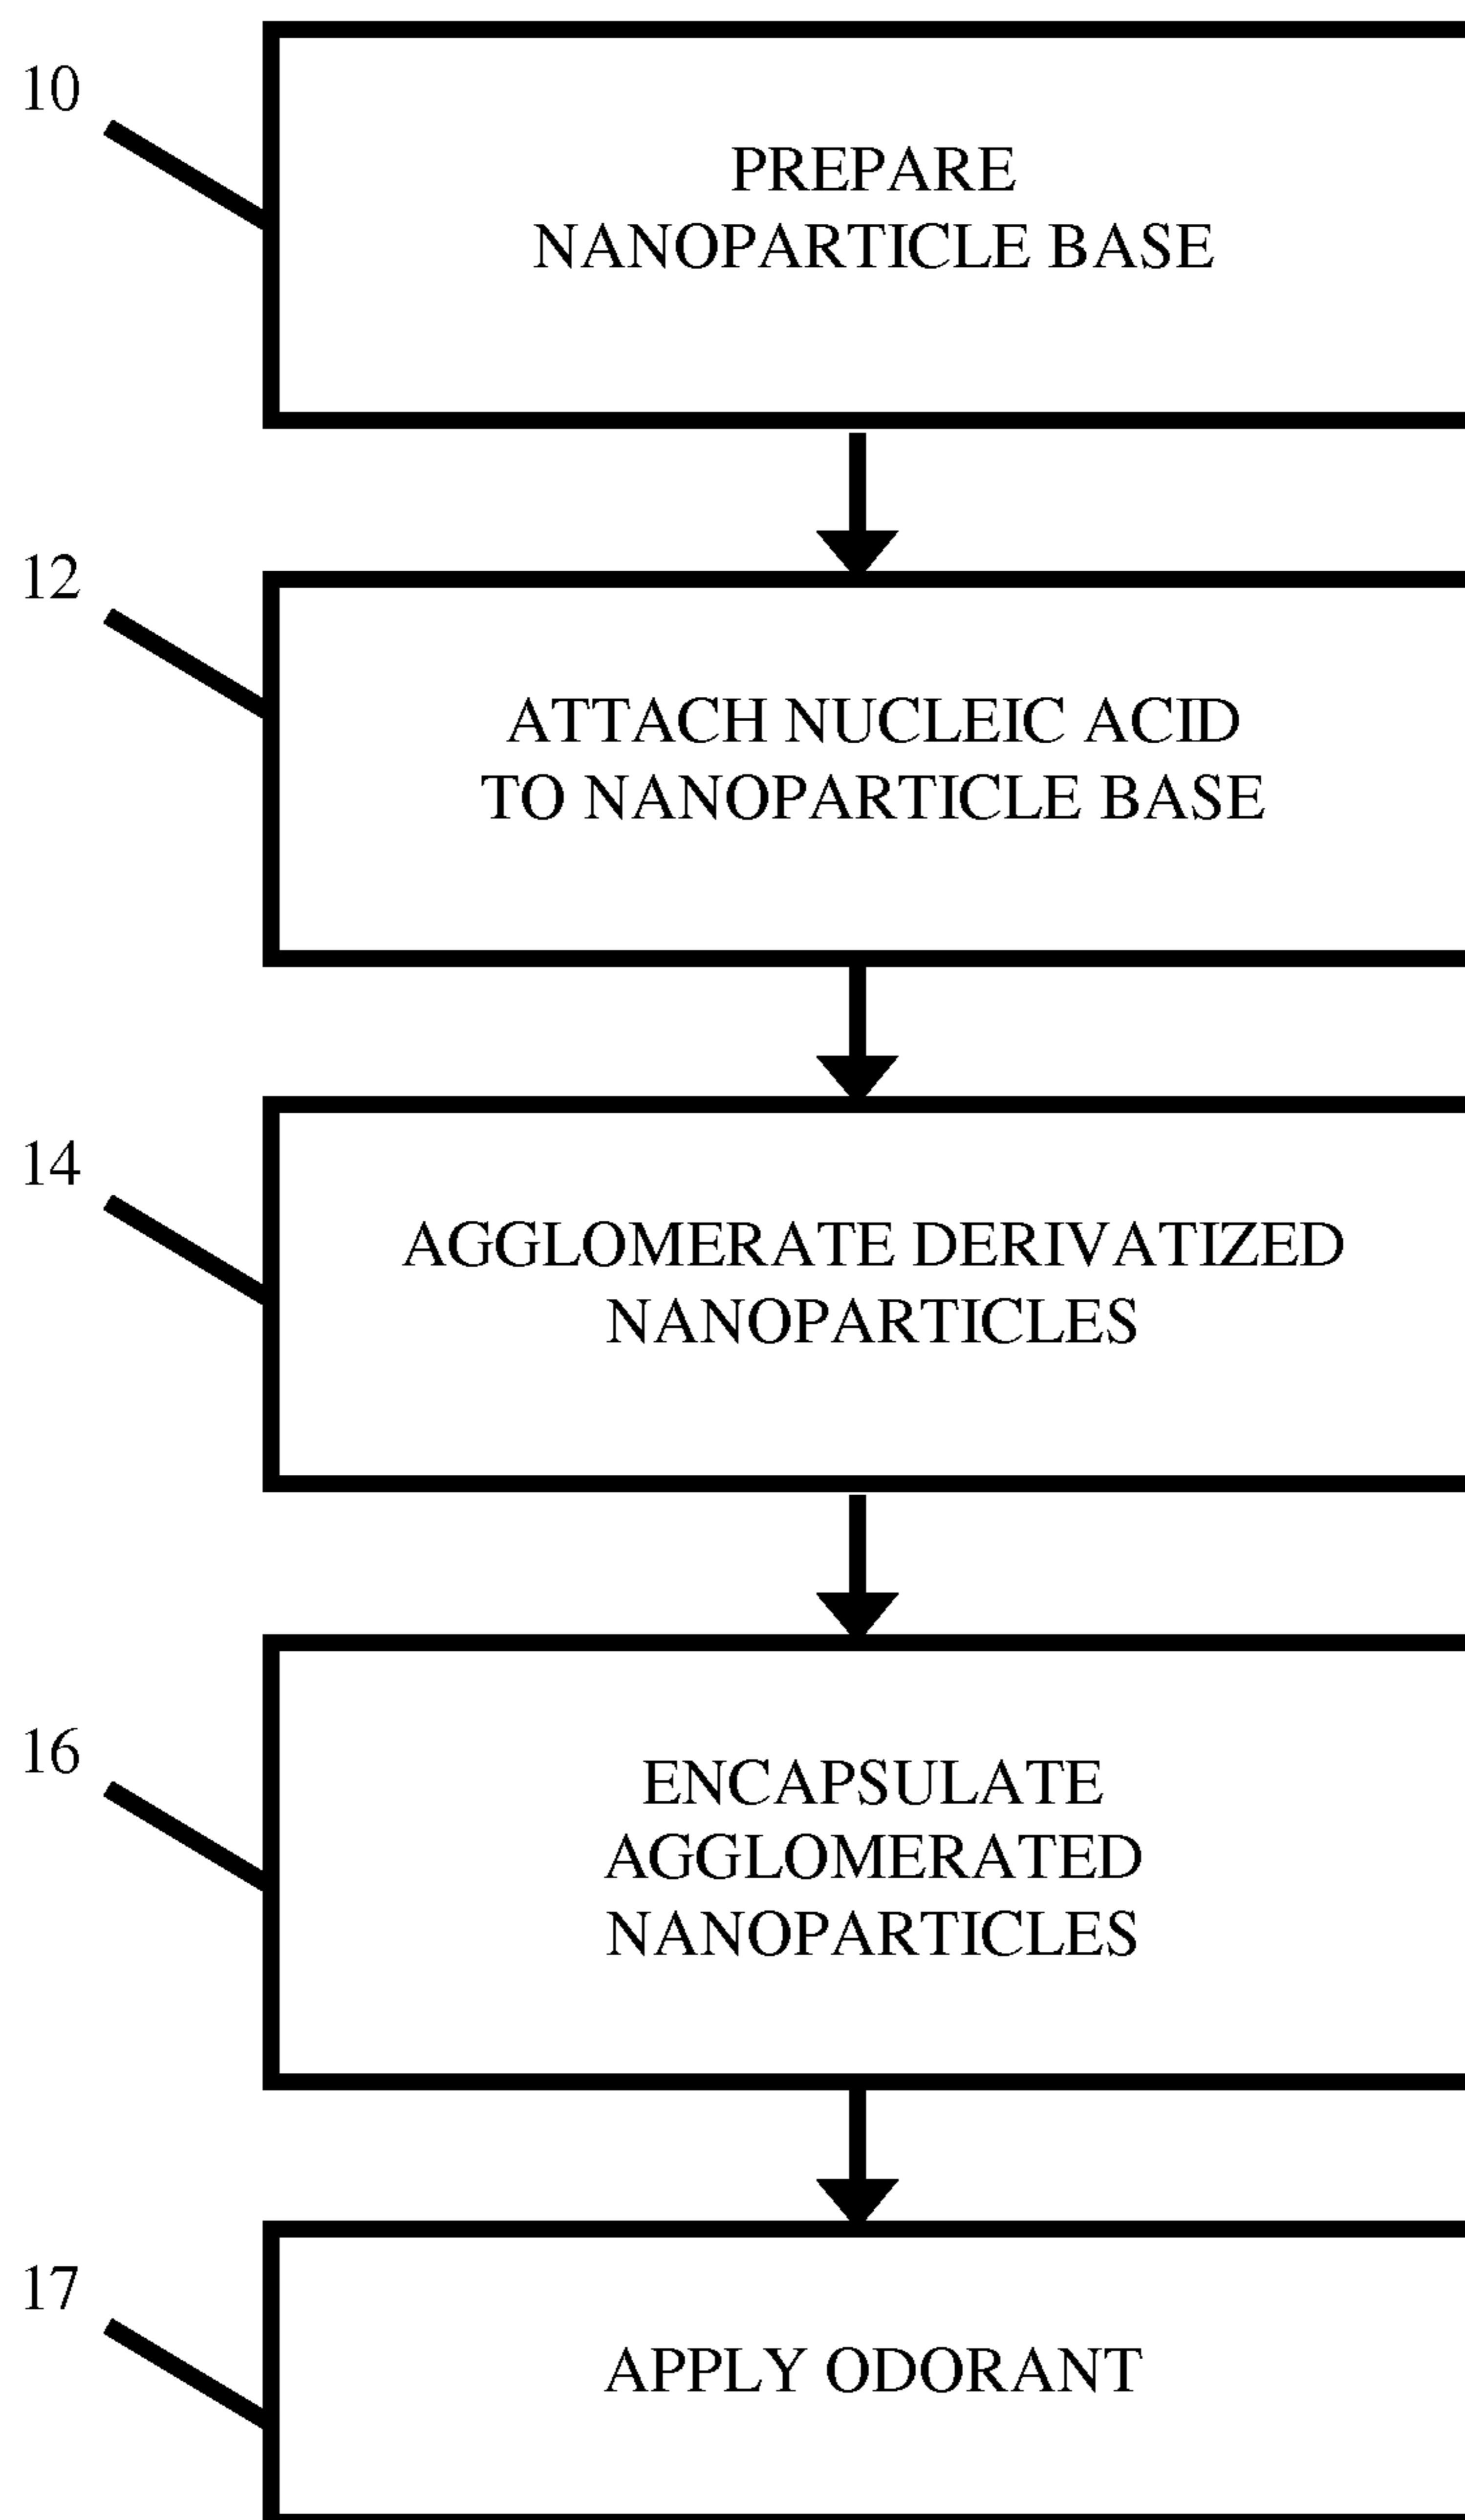 10
PREPARE
NANOPARTICLE BASE
12
ATTACH NUCLEIC ACID
TO NANOPARTICLE BASE
14
AGGLOMERATE DERIVATIZED
NANOPARTICLES
16
ENCAPSULATE
AGGLOMERATED
NANOPARTICLES
17
APPLY ODORANT